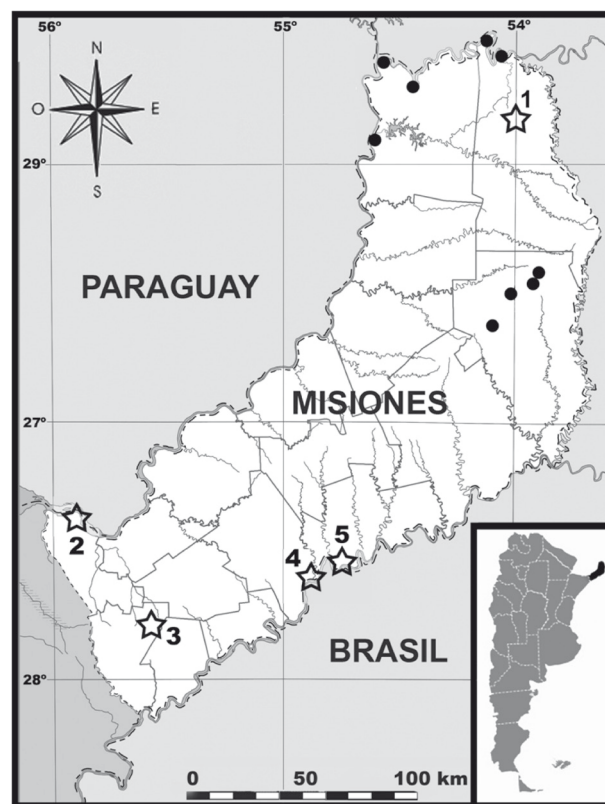 56° 55° 54°
N
O E
S
1
29°
PARAGUAY
MISIONES
27°
2
5
4
3
BRASIL
28°
0 50 100 km